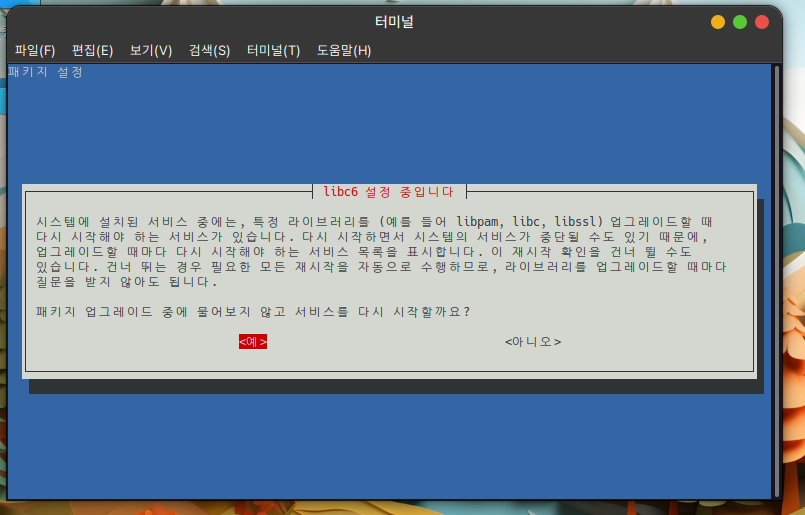 터미널
파일(F) 편집(E) 보기(V) 검색(S) 터미널(T) 도움말(H)
패키지 설정
libc6 설정 중입니다
시스템에 설치된 서비스 중에는, 특정 라이브러리를 (예를 들어 libpam, libc, libssl) 업그레이드할 때
다시 시작해야 하는 서비스가 있습니다. 다시 시작하면서 시스템의 서비스가 중단될 수도 있기 때문에,
업그레이드할 때마다 다시 시작해야 하는 서비스 목록을 표시합니다. 이 재시작 확인을 건너 뛸 수도
있습니다. 건너 뛰는 경우 필요한 모든 재시작을 자동으로 수행하므로, 라이브러리를 업그레이드할 때마다
질문을 받지 않아도 됩니다.
패키지 업그레이드 중에 물어보지 않고 서비스를 다시 시작할까요?
<예> <아니오>